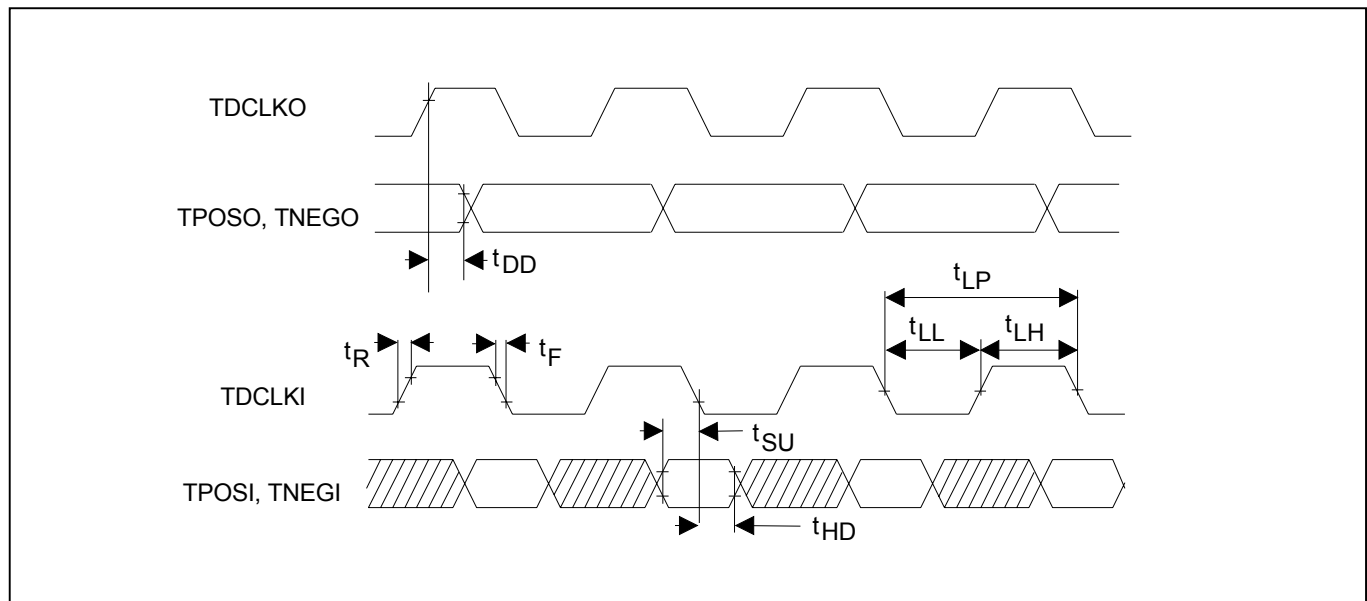 TDCLKO
TPOSO, TNEGO
tDD
tLP
tLL
tLH
tR
tF
TDCLKI
tSU
TPOSI, TNEGI
tHD